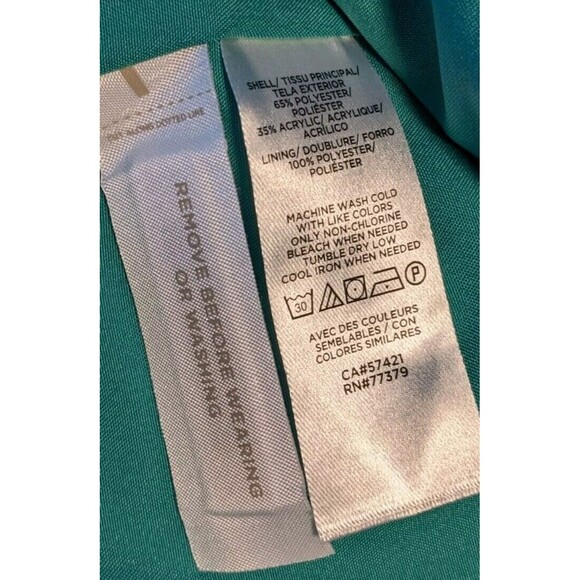 CUT ALONG DOTTED LINE
REMOVE BEFORE WEARING
OR WASHING
SHELL/ TISSU PRINCIPAL/
TELA EXTERIOR
65% POLYESTER/
POLIÉSTER
35% ACRYLIC/ ACRYLIQUE/
ACRÍLICO
LINING/ DOUBLURE/ FORRO
100% POLYESTER/
POLIÉSTER
MACHINE WASH COLD
WITH LIKE COLORS
ONLY NON-CHLORINE
BLEACH WHEN NEEDED
TUMBLE DRY LOW
COOL IRON WHEN NEEDED
30 P
AVEC DES COULEURS
SEMBLABLES / CON
COLORES SIMILARES
CA#57421
RN#77379